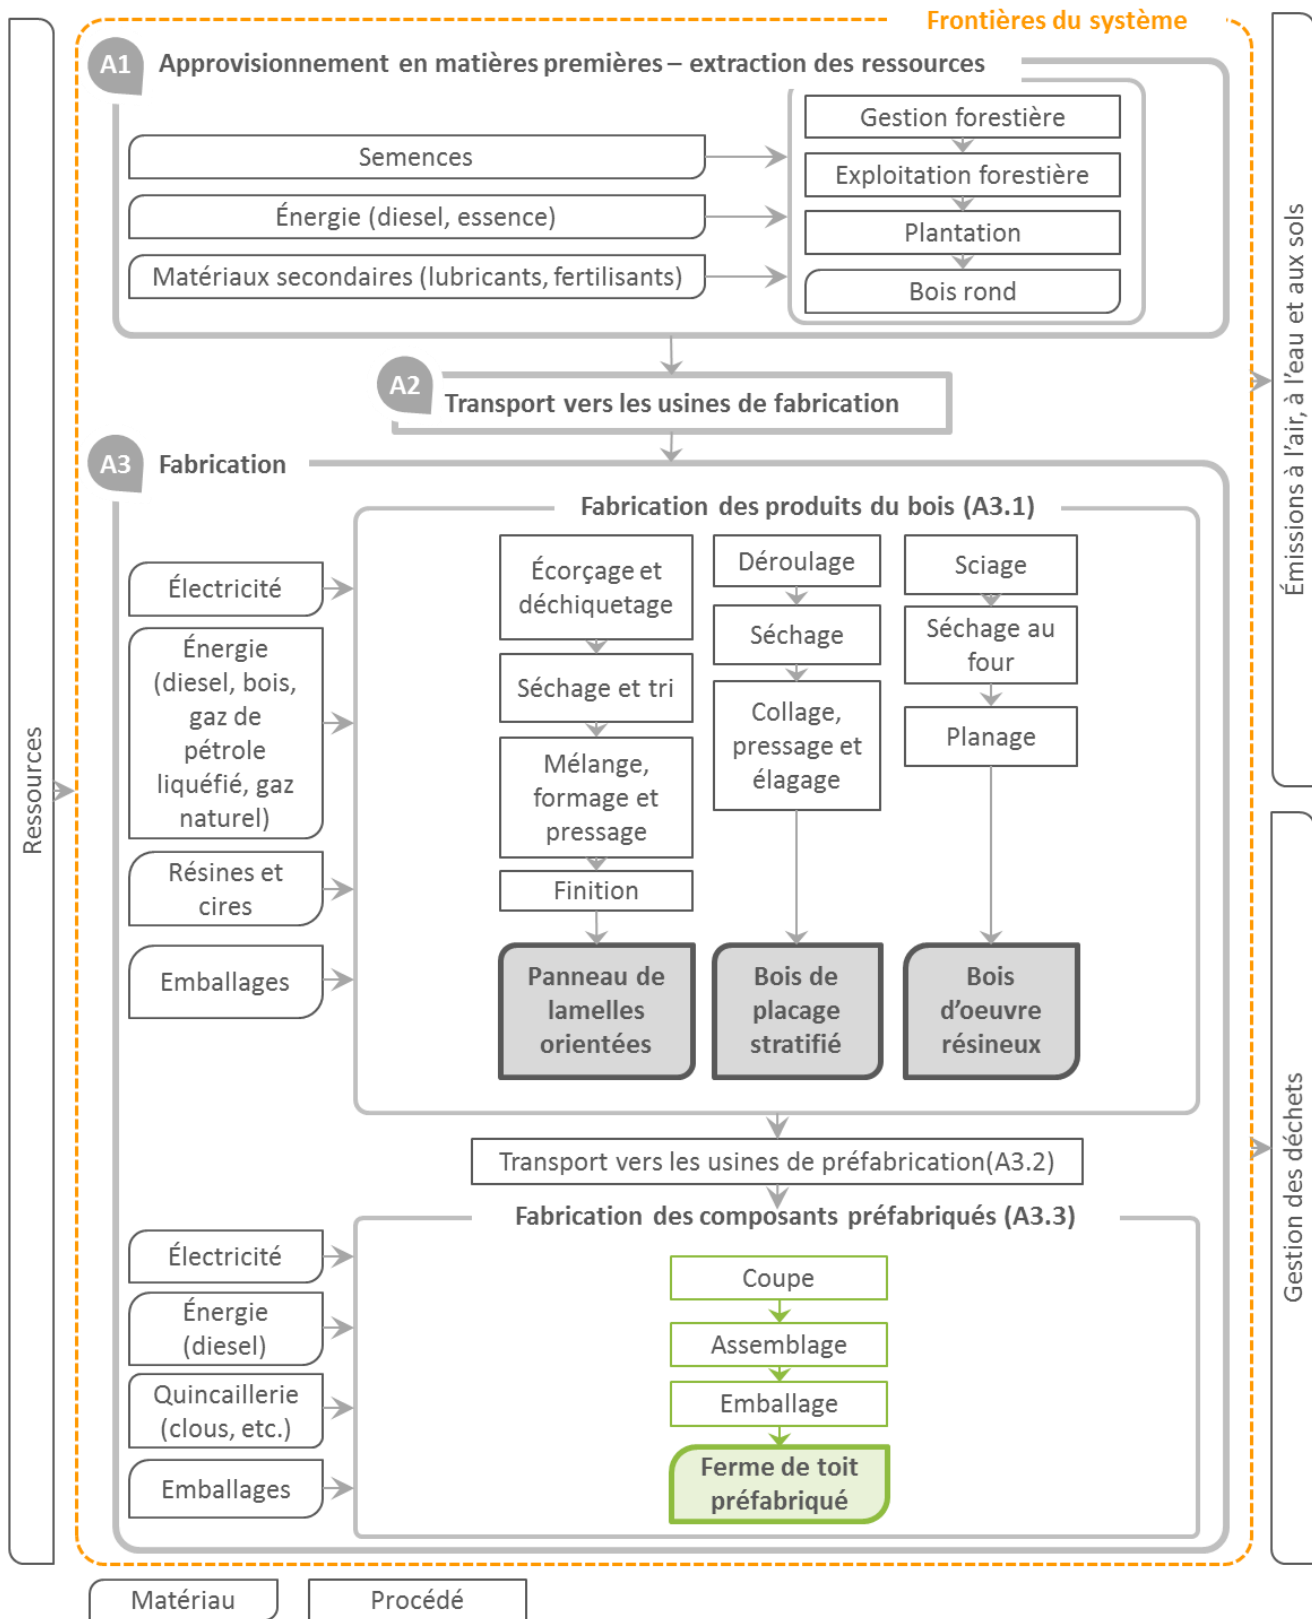 Frontières du système
A1
Approvisionnement en matières premières – extraction des ressources
Semences
Énergie (diesel, essence)
Matériaux secondaires (lubricants, fertilisants)
Gestion forestière
Exploitation forestière
Plantation
Bois rond
A2
Transport vers les usines de fabrication
A3
Fabrication
Fabrication des produits du bois (A3.1)
Électricité
Énergie
(diesel, bois,
gaz de
pétrole
liquéfié, gaz
naturel)
Résines et
cires
Emballages
Écorçage et
déchiquetage
Séchage et tri
Mélange,
formage et
pressage
Finition
Panneau de
lamelles
orientées
Déroulage
Séchage
Collage,
pressage et
élagage
Bois de
placage
stratifié
Sciage
Séchage au
four
Planage
Bois
d'oeuvre
résineux
Transport vers les usines de préfabrication(A3.2)
Fabrication des composants préfabriqués (A3.3)
Électricité
Énergie
(diesel)
Quincaillerie
(clous, etc.)
Emballages
Coupe
Assemblage
Emballage
Ferme de toit
préfabriqué
Ressources
Émissions à l'air, à l'eau et aux sols
Gestion des déchets
Matériau
Procédé